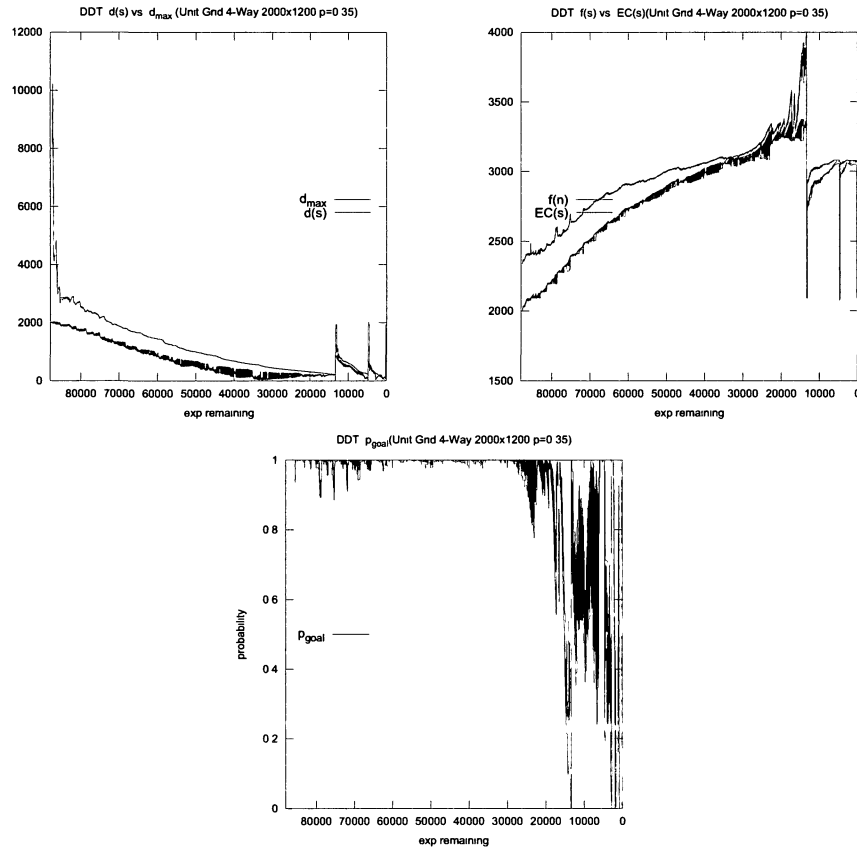 DDT d(s) vs d_max (Unit Grid 4-Way 2000x1200 p=0 35)
12000
10000
8000
6000
4000
2000
0
d_max
d(s)
80000 70000 60000 50000 40000 30000 20000 10000 0
exp remaining
DDT f(s) vs EC(s)(Unit Grid 4-Way 2000x1200 p=0 35)
4000
3500
3000
2500
2000
1500
f(n)
EC(s)
80000 70000 60000 50000 40000 30000 20000 10000 0
exp remaining
DDT p_goal(Unit Grid 4-Way 2000x1200 p=0 35)
1
0 8
0 6
0 4
0 2
0
probability
p_goal
80000 70000 60000 50000 40000 30000 20000 10000 0
exp remaining